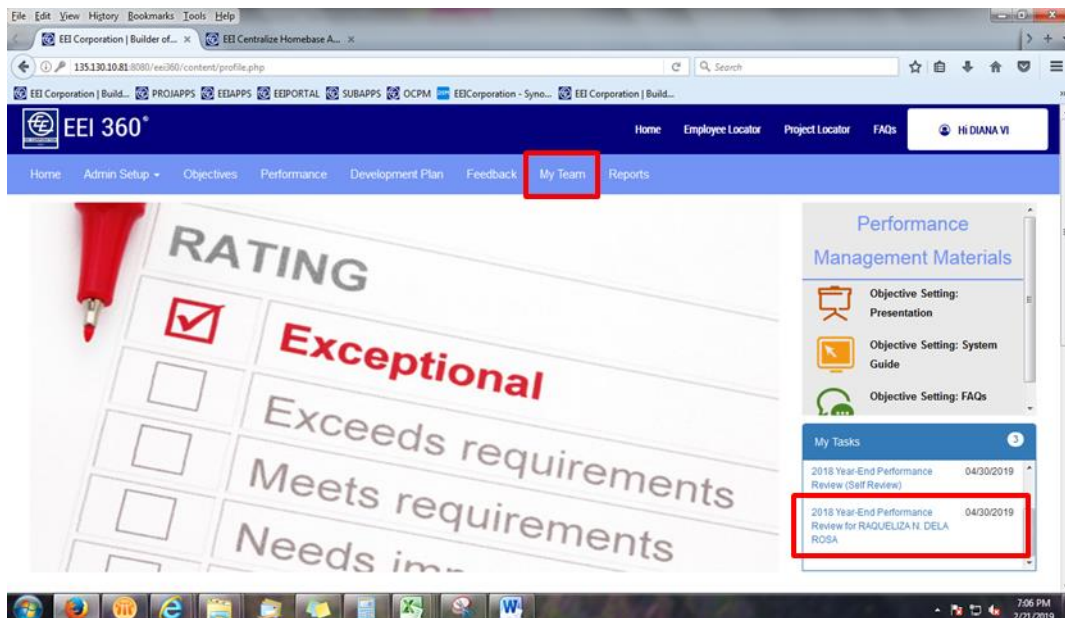 File Edit View History Bookmarks Tools Help
EEI Corporation | Builder of... × EEI Centralize Homebase A... ×
135.130.10.81:8080/eei360/content/profile.php Search
EEI Corporation | Build... PROJAPPS EEIAPPS EEIPORTAL SUBAPPS OCPM EEICorporation - Syno... EEI Corporation | Build...
EEI 360° Home Employee Locator Project Locator FAQs Hi DIANA VI
Home Admin Setup Objectives Performance Development Plan Feedback My Team Reports
RATING
Exceptional
Exceeds requirements
Meets requirements
Needs
Performance
Management Materials
Objective Setting:
Presentation
Objective Setting: System
Guide
Objective Setting: FAQs
My Tasks 3
2018 Year-End Performance 04/30/2019
Review (Self Review)
2018 Year-End Performance 04/30/2019
Review for RAQUELIZA N. DELA
ROSA
7:06 PM
2/21/2019